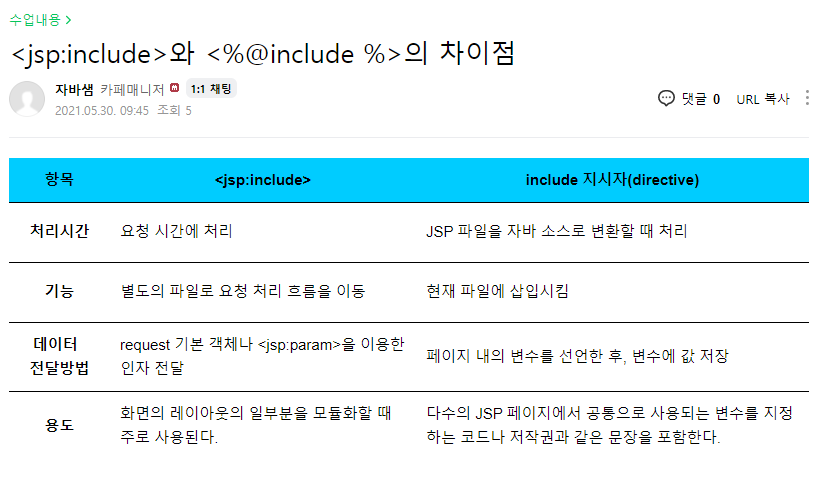 수업내용 >
<jsp:include>와 <%@include %>의 차이점
자바샘 카페매니저 1:1 채팅
2021.05.30. 09:45 조회 5
댓글 0 URL 복사
항목 <jsp:include> include 지시자(directive)
처리시간 요청 시간에 처리 JSP 파일을 자바 소스로 변환할 때 처리
기능 별도의 파일로 요청 처리 흐름을 이동 현재 파일에 삽입시킴
데이터
전달방법
request 기본 객체나 <jsp:param>을 이용한
인자 전달
페이지 내의 변수를 선언한 후, 변수에 값 저장
용도
화면의 레이아웃의 일부분을 모듈화할 때
주로 사용된다.
다수의 JSP 페이지에서 공통으로 사용되는 변수를 지정
하는 코드나 저작권과 같은 문장을 포함한다.